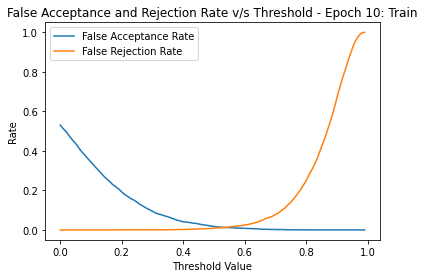 False Acceptance and Rejection Rate v/s Threshold - Epoch 10: Train
False Acceptance Rate
False Rejection Rate
Rate
1.0
0.8
0.6
0.4
0.2
0.0
0.0 0.2 0.4 0.6 0.8 1.0
Threshold Value